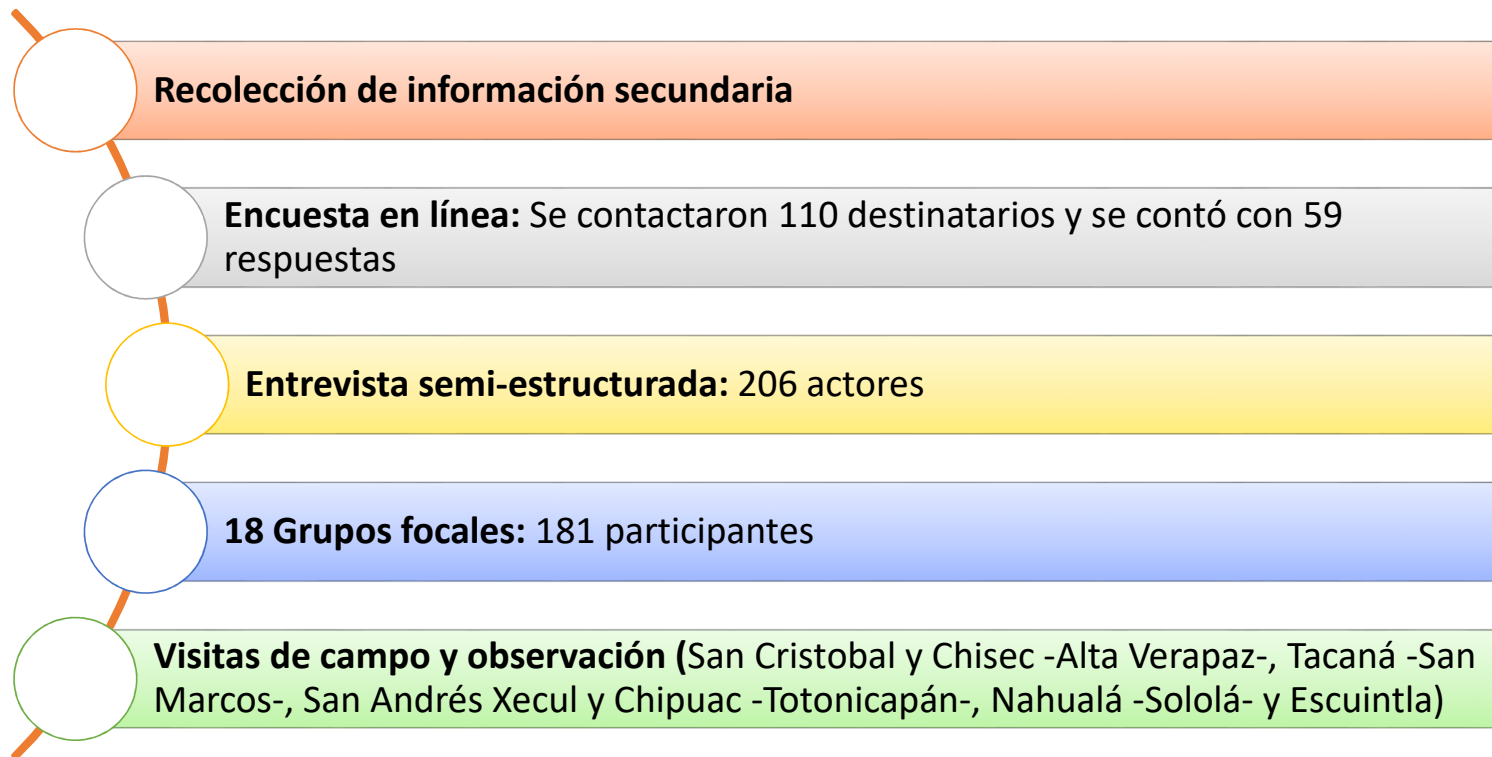 Recolección de información secundaria
Encuesta en línea: Se contactaron 110 destinatarios y se contó con 59
respuestas
Entrevista semi-estructurada: 206 actores
18 Grupos focales: 181 participantes
Visitas de campo y observación (San Cristobal y Chisec -Alta Verapaz-, Tacaná -San
Marcos-, San Andrés Xecul y Chipuac -Totonicapán-, Nahualá -Sololá- y Escuintla)